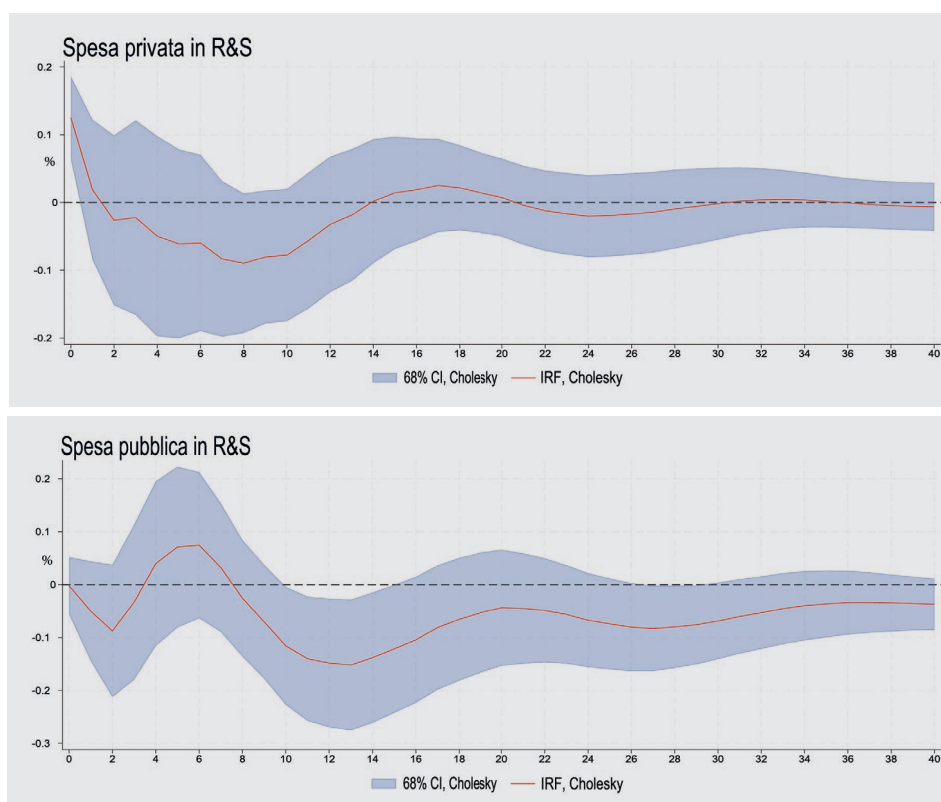 Spesa privata in R&S
0.2
0.1
%
0
-0.1
-0.2
0 2 4 6 8 10 12 14 16 18 20 22 24 26 28 30 32 34 36 38 40
68% CI, Cholesky IRF, Cholesky
Spesa pubblica in R&S
0.2
0.1
%
0
-0.1
-0.2
-0.3
0 2 4 6 8 10 12 14 16 18 20 22 24 26 28 30 32 34 36 38 40
68% CI, Cholesky IRF, Cholesky